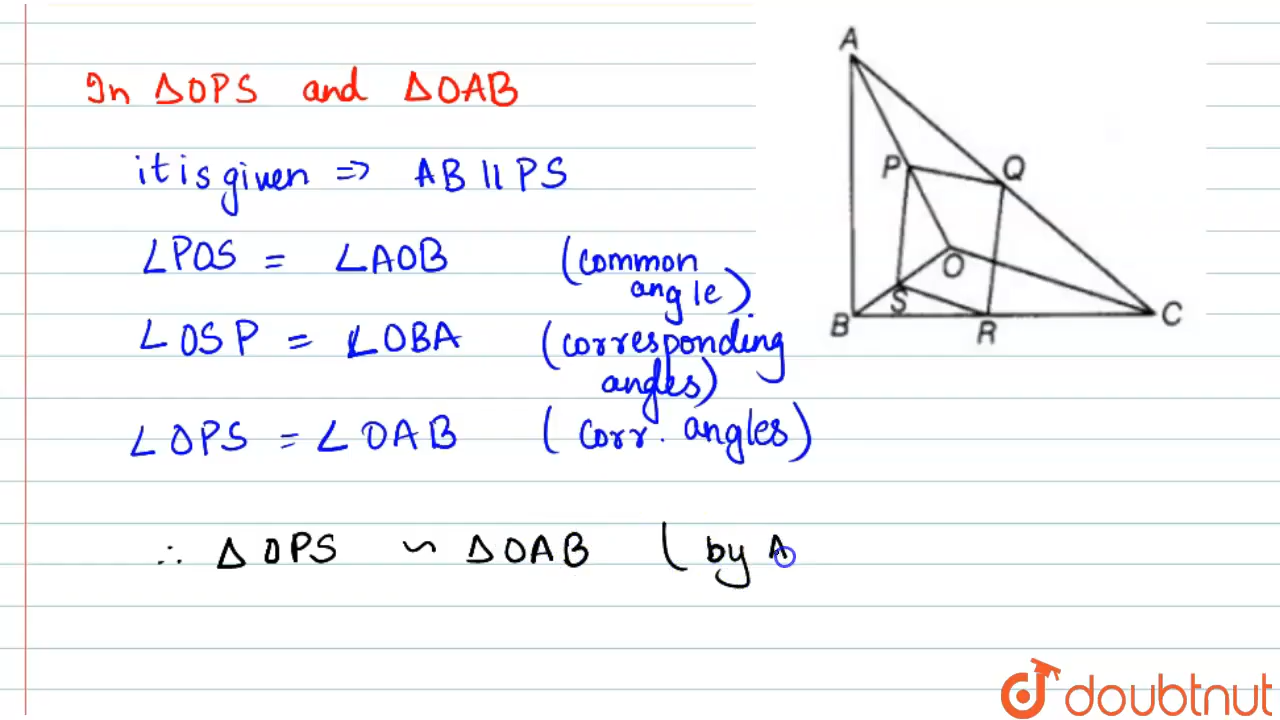 In ΔOPS and ΔOAB
it is given ⇒ AB || PS
∠POS = ∠AOB (common angle)
∠OSP = ∠OBA (corresponding angles)
∠OPS = ∠OAB (corr. angles)
∴ ΔOPS ∽ ΔOAB (by A
A
P
Q
O
S
B
R
C
doubtnut